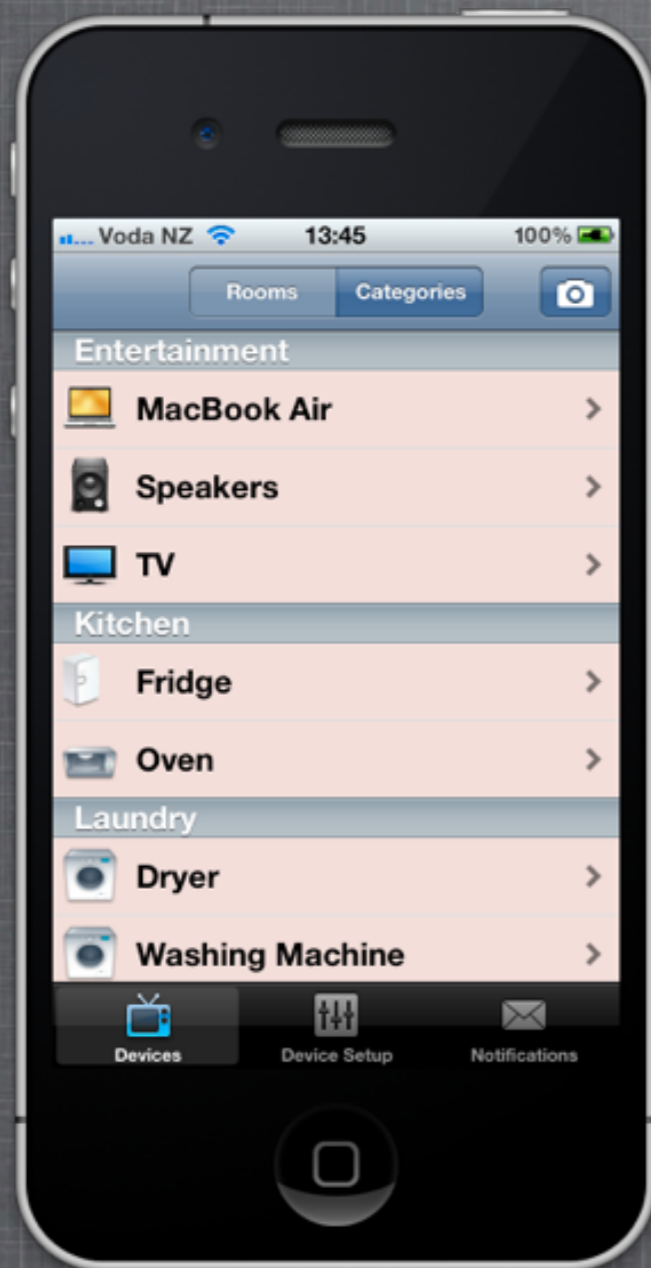 Voda NZ 13:45 100%
Rooms Categories
Entertainment
MacBook Air
Speakers
TV
Kitchen
Fridge
Oven
Laundry
Dryer
Washing Machine
Devices Device Setup Notifications